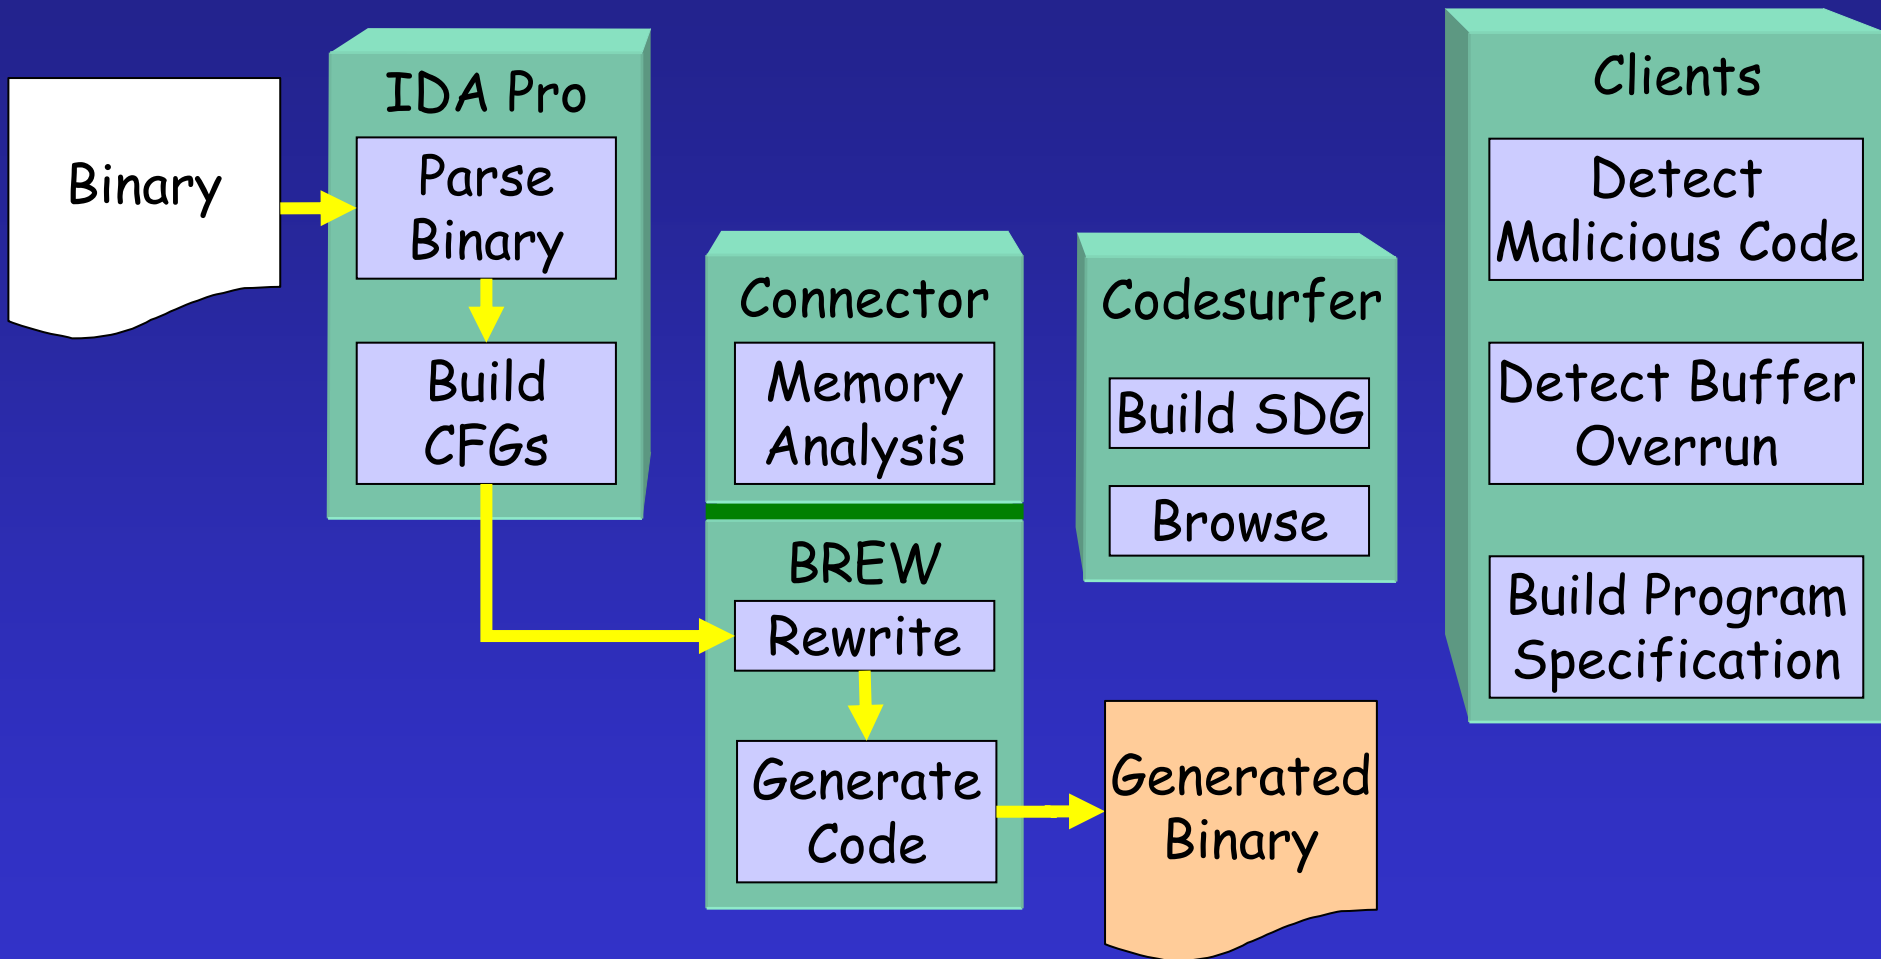 Binary
IDA Pro
Parse
Binary
Build
CFGs
Connector
Memory
Analysis
BREW
Rewrite
Generate
Code
Codesurfer
Build SDG
Browse
Generated
Binary
Clients
Detect
Malicious Code
Detect Buffer
Overrun
Build Program
Specification